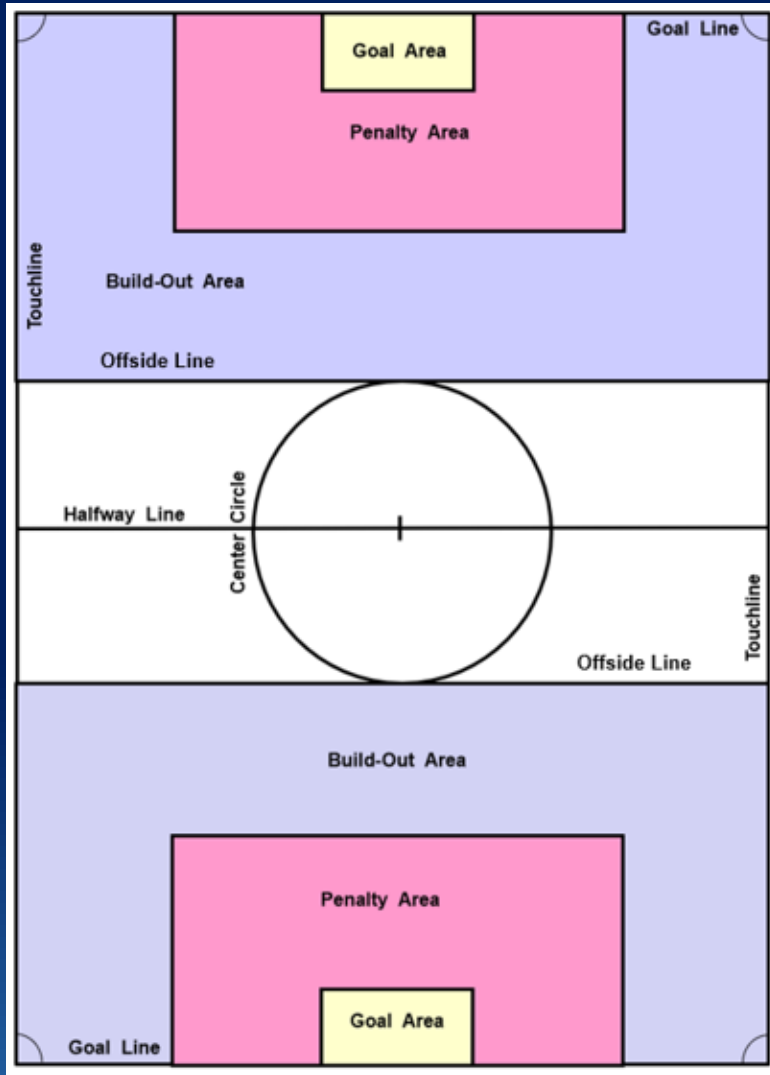 Goal Line
Goal Area
Penalty Area
Touchline
Build-Out Area
Offside Line
Halfway Line
Center Circle
Touchline
Offside Line
Build-Out Area
Penalty Area
Goal Area
Goal Line